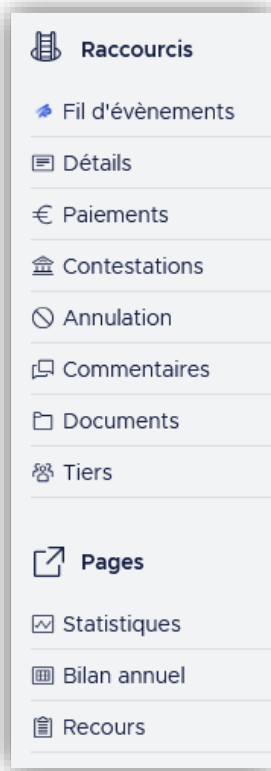 Raccourcis
Fil d'évènements
Détails
Paiements
Contestations
Annulation
Commentaires
Documents
Tiers
Pages
Statistiques
Bilan annuel
Recours